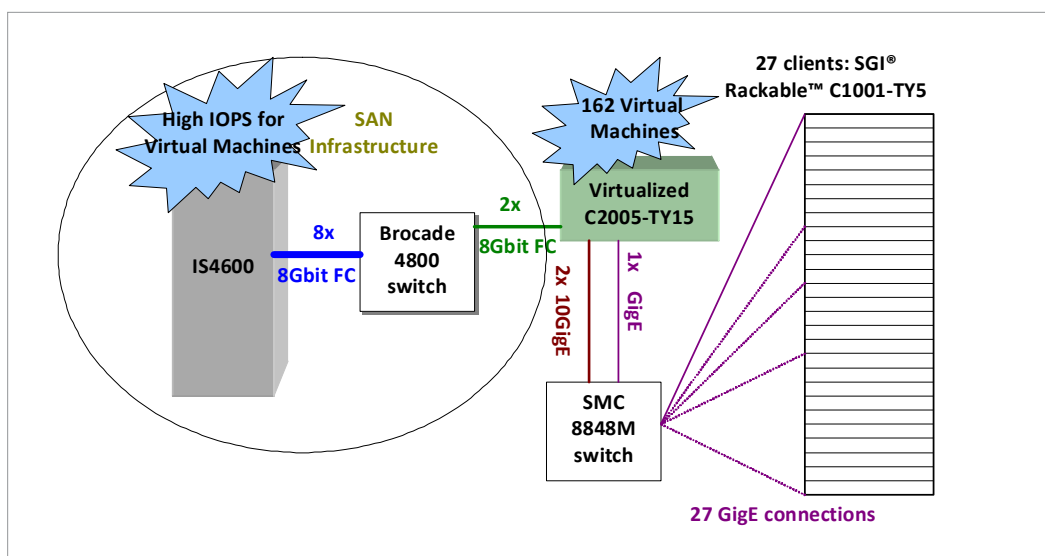 27 clients: SGI®
Rackable™ C1001-TY5
High IOPS for
Virtual Machines
SAN
Infrastructure
162 Virtual
Machines
Virtualized
C2005-TY15
IS4600
8x
8Gbit FC
Brocade
4800
switch
2x
8Gbit FC
2x 10GigE
1x GigE
SMC
8848M
switch
27 GigE connections